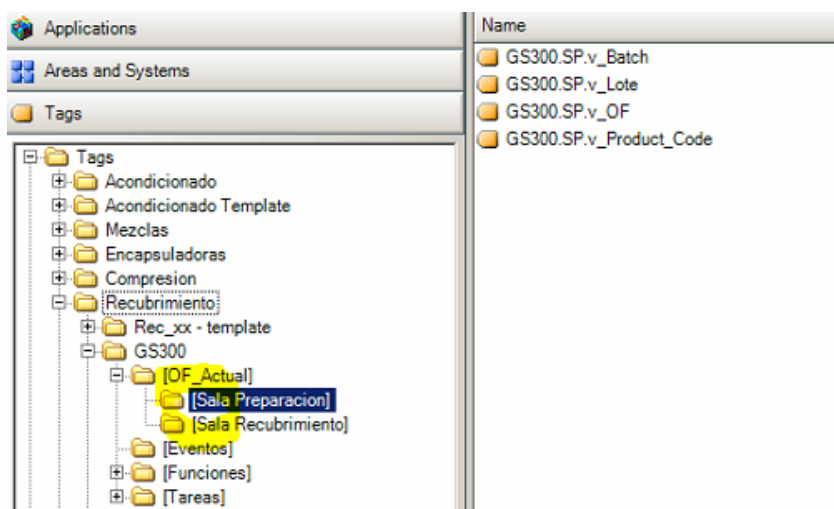 Applications
Areas and Systems
Tags
Tags
Acondicionado
Acondicionado Template
Mezclas
Encapsuladoras
Compresion
Recubrimiento
Rec_xx - template
GS300
[OF_Actual]
[Sala Preparacion]
[Sala Recubrimiento]
[Eventos]
[Funciones]
[Tareas]
Name
GS300.SP.v_Batch
GS300.SP.v_Lote
GS300.SP.v_OF
GS300.SP.v_Product_Code